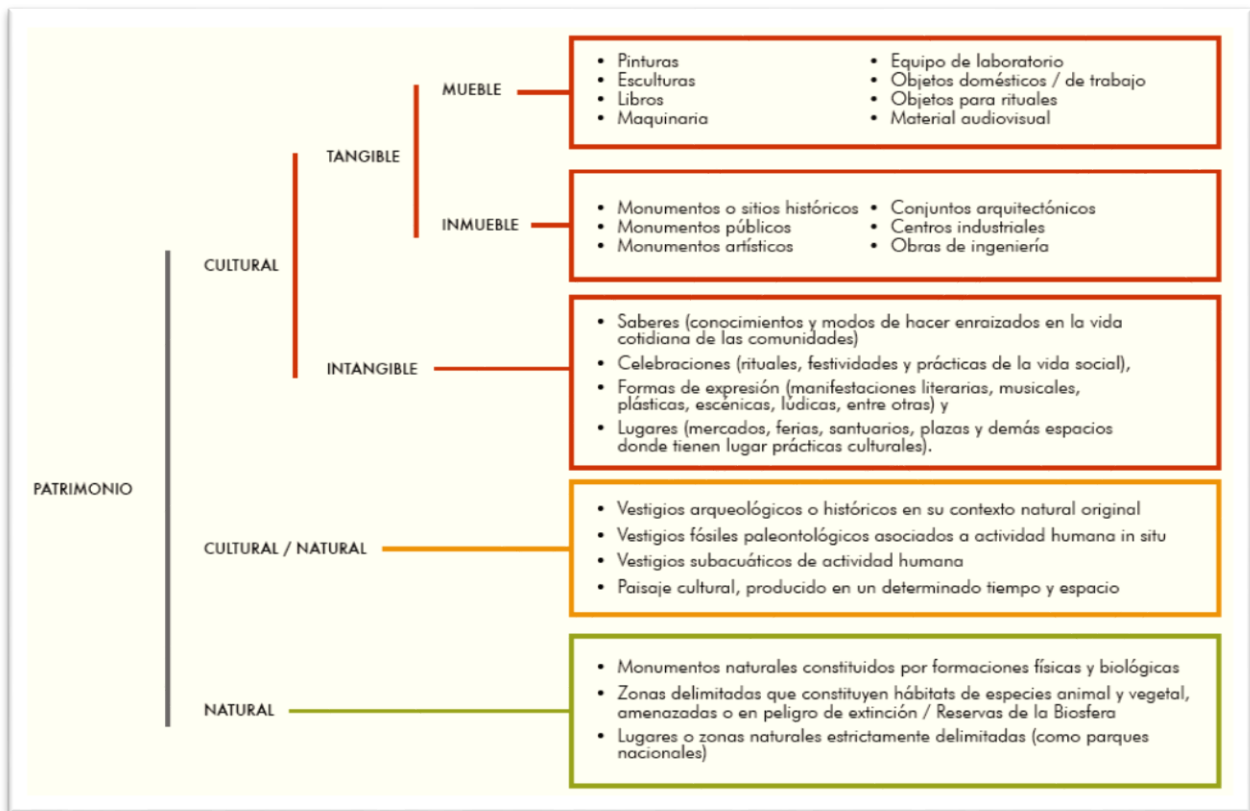 PATRIMONIO
CULTURAL
TANGIBLE
MUEBLE
• Pinturas
• Esculturas
• Libros
• Maquinaria
• Equipo de laboratorio
• Objetos domésticos / de trabajo
• Objetos para rituales
• Material audiovisual
INMUEBLE
• Monumentos o sitios históricos
• Monumentos públicos
• Monumentos artísticos
• Conjuntos arquitectónicos
• Centros industriales
• Obras de ingeniería
INTANGIBLE
• Saberes (conocimientos y modos de hacer enraizados en la vida
cotidiana de las comunidades)
• Celebraciones (rituales, festividades y prácticas de la vida social),
• Formas de expresión (manifestaciones literarias, musicales,
plásticas, escénicas, lúdicas, entre otras) y
• Lugares (mercados, ferias, santuarios, plazas y demás espacios
donde tienen lugar prácticas culturales).
CULTURAL / NATURAL
• Vestigios arqueológicos o históricos en su contexto natural original
• Vestigios fósiles paleontológicos asociados a actividad humana in situ
• Vestigios subacuáticos de actividad humana
• Paisaje cultural, producido en un determinado tiempo y espacio
NATURAL
• Monumentos naturales constituidos por formaciones físicas y biológicas
• Zonas delimitadas que constituyen hábitats de especies animal y vegetal,
amenazadas o en peligro de extinción / Reservas de la Biosfera
• Lugares o zonas naturales estrictamente delimitadas (como parques
nacionales)